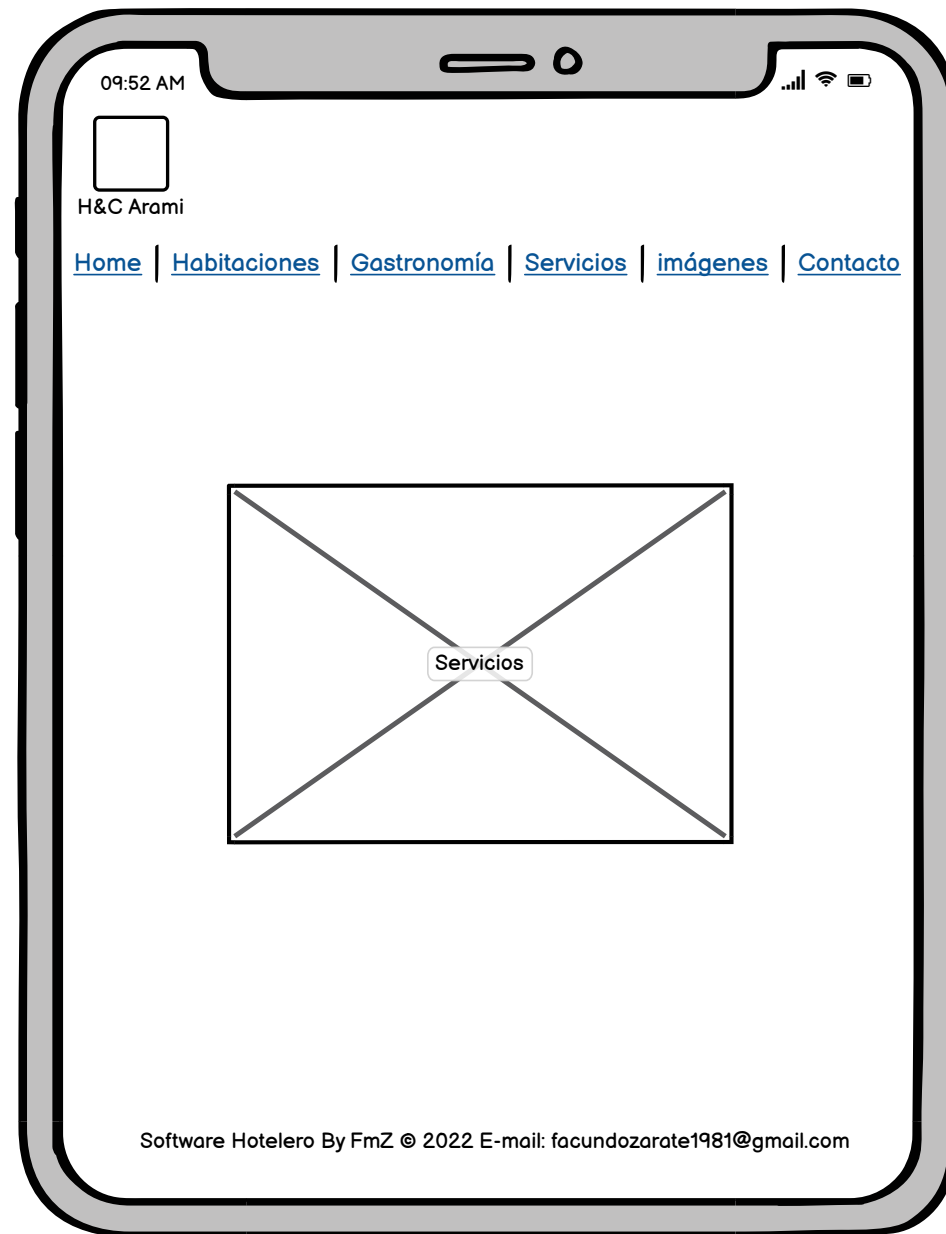 09:52 AM
H&C Arami
Home | Habitaciones | Gastronomía | Servicios | imágenes | Contacto
Servicios
Software Hotelero By FmZ © 2022 E-mail: facundozarate1981@gmail.com